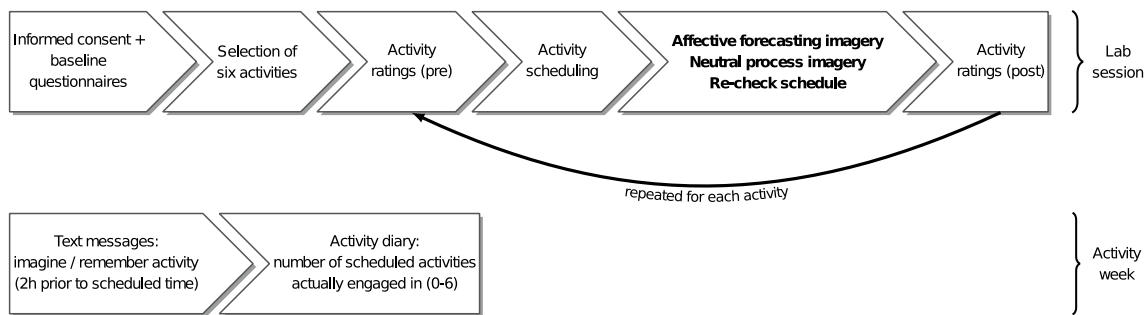 Informed consent +
baseline
questionnaires
Selection of
six activities
Activity
ratings (pre)
Activity
scheduling
Affective forecasting imagery
Neutral process imagery
Re-check schedule
Activity
ratings (post)
Lab
session
repeated for each activity
Text messages:
imagine / remember activity
(2h prior to scheduled time)
Activity diary:
number of scheduled activities
actually engaged in (0-6)
Activity
week